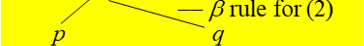 — β rule for (2)
p q